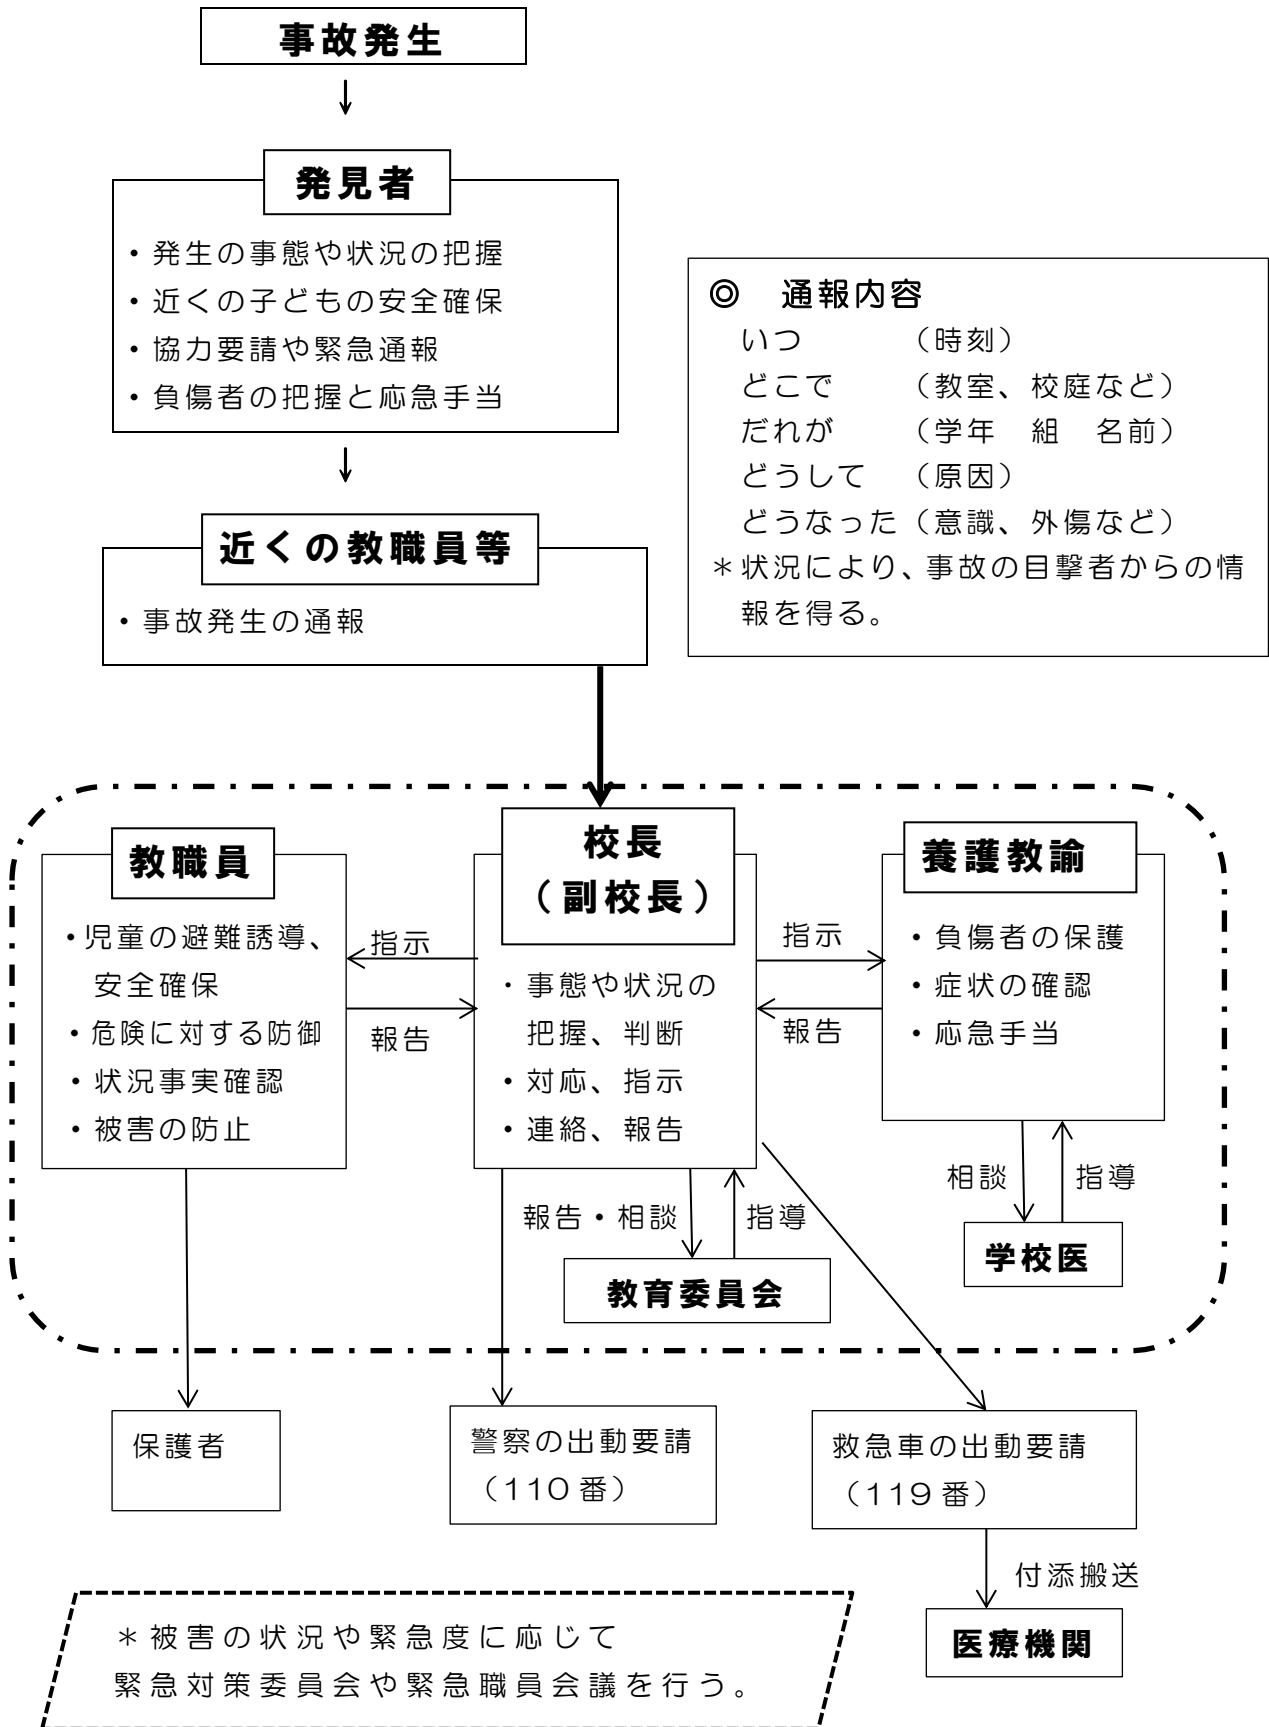 事故発生
発見者
・発生の事態や状況の把握
・近くの子どもの安全確保
・協力要請や緊急通報
・負傷者の把握と応急手当
◎　通報内容
いつ　　　（時刻）
どこで　　（教室、校庭など）
だれが　　（学年　組　名前）
どうして　（原因）
どうなった（意識、外傷など）
＊状況により、事故の目撃者からの情
報を得る。
近くの教職員等
・事故発生の通報
教職員
・児童の避難誘導、
安全確保
・危険に対する防御
・状況事実確認
・被害の防止
指示
報告
校長
（副校長）
・事態や状況の
把握、判断
・対応、指示
・連絡、報告
指示
報告
養護教諭
・負傷者の保護
・症状の確認
・応急手当
報告・相談
指導
教育委員会
相談
指導
学校医
保護者
警察の出動要請
（110番）
救急車の出動要請
（119番）
付添搬送
医療機関
＊被害の状況や緊急度に応じて
緊急対策委員会や緊急職員会議を行う。